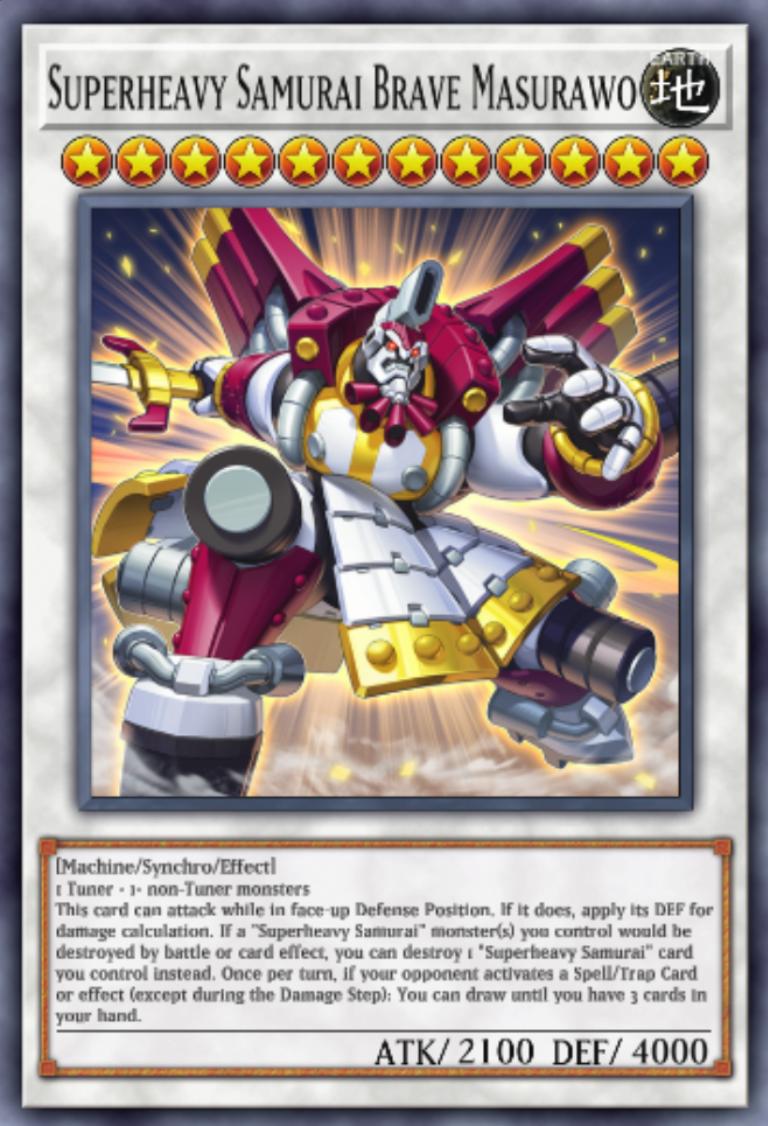 SUPERHEAVY SAMURAI BRAVE MASURAWO
EARTH
地
[Machine/Synchro/Effect]
1 Tuner + 1+ non-Tuner monsters
This card can attack while in face-up Defense Position. If it does, apply its DEF for
damage calculation. If a "Superheavy Samurai" monster(s) you control would be
destroyed by battle or card effect, you can destroy 1 "Superheavy Samurai" card
you control instead. Once per turn, if your opponent activates a Spell/Trap Card
or effect (except during the Damage Step): You can draw until you have 3 cards in
your hand.
ATK/ 2100 DEF/ 4000